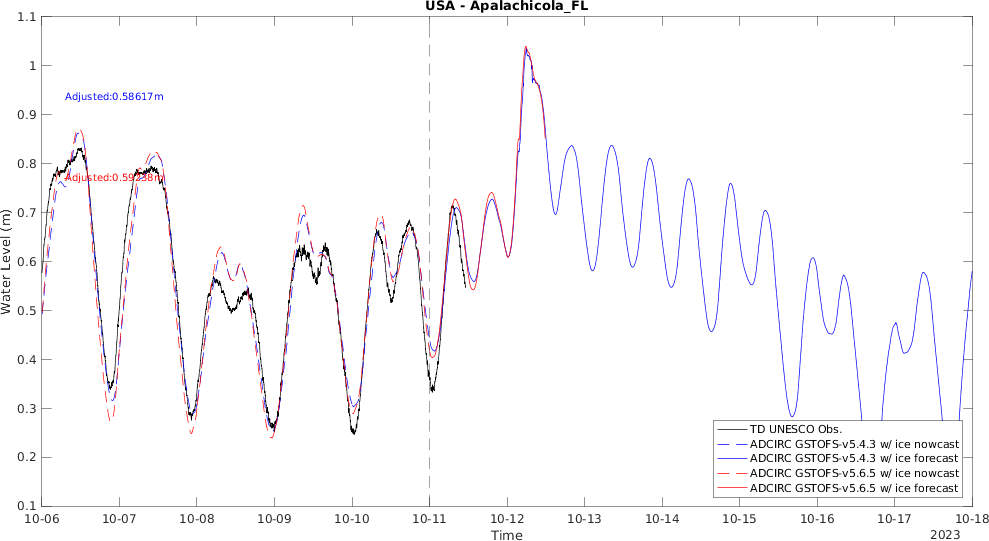 USA - Apalachicola_FL
1.1
1
0.9
0.8
0.7
0.6
0.5
0.4
0.3
0.2
0.1
Water Level (m)
Adjusted:0.58617m
Adjusted:0.59238m
TD UNESCO Obs.
ADCIRC GSTOFS-v5.4.3 w/ ice nowcast
ADCIRC GSTOFS-v5.4.3 w/ ice forecast
ADCIRC GSTOFS-v5.6.5 w/ ice nowcast
ADCIRC GSTOFS-v5.6.5 w/ ice forecast
10-06 10-07 10-08 10-09 10-10 10-11 10-12 10-13 10-14 10-15 10-16 10-17 10-18
Time
2023